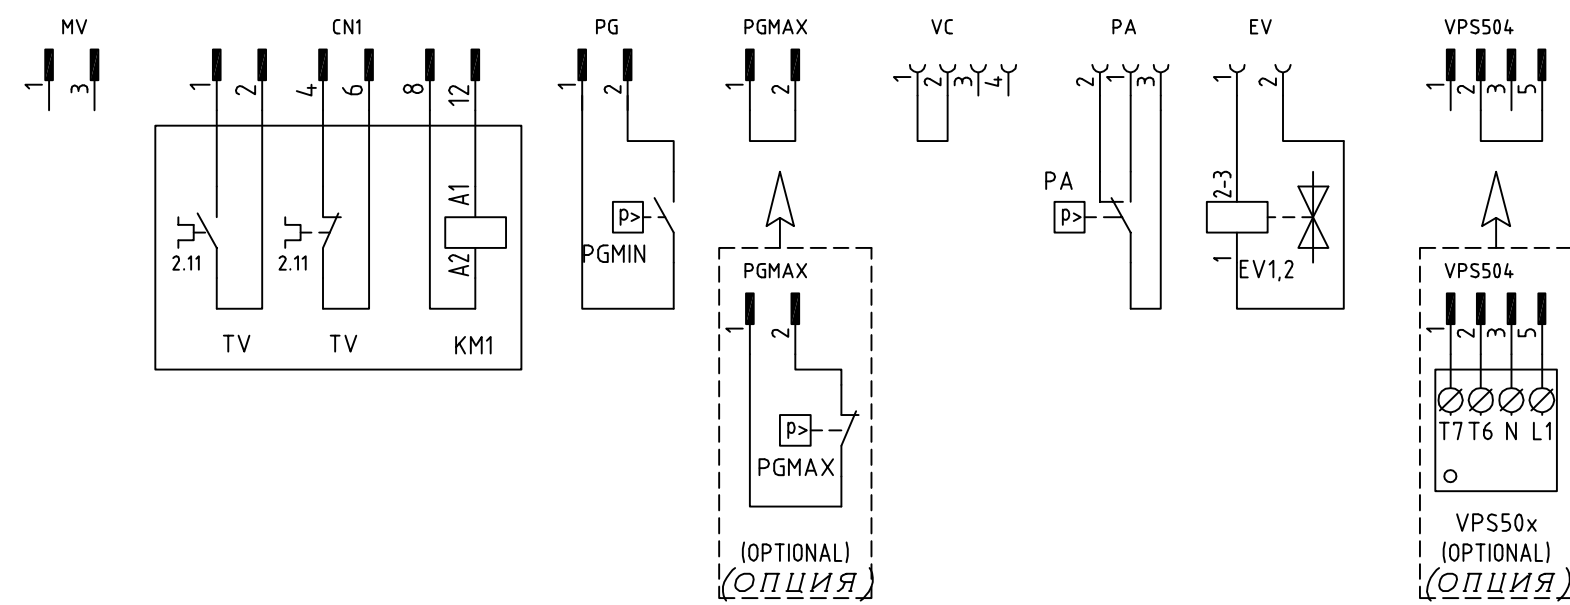 MV CN1 PG PGMAX VC PA EV VPS504
1 3 1 2 4 6 8 12 1 2 1 2 1 2 3 4 2 1 3 1 2 1 2 3 5
A1 PA 2-3
p>
p>
2.11 2.11 A2 PGMIN 1 EV1,2
PGMAX VPS504
1 2 1 2 3 5
TV TV KM1
p> T7 T6 N L1
PGMAX
VPS50x
(OPTIONAL) (OPTIONAL)
(ОПЦИЯ) (ОПЦИЯ)